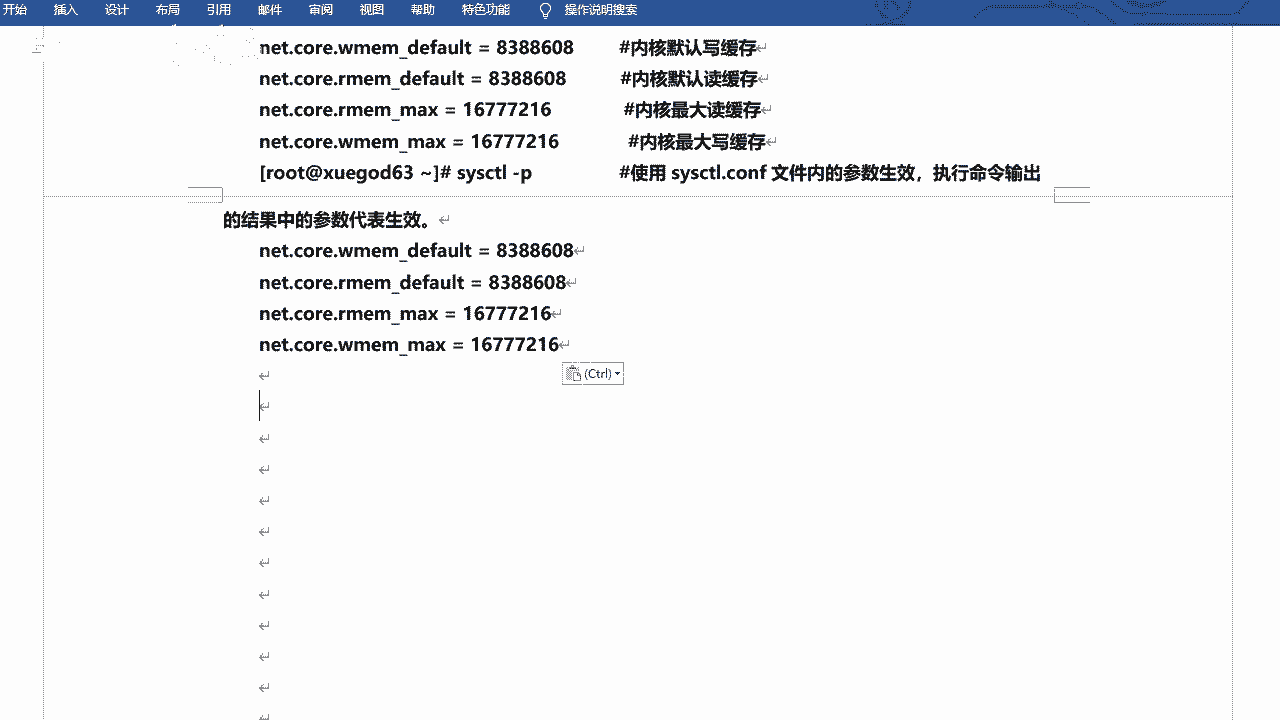 开始 插入 设计 布局 引用 邮件 审阅 视图 帮助 特色功能 操作说明搜索
net.core.wmem_default = 8388608 #内核默认写缓存
net.core.rmem_default = 8388608 #内核默认读缓存
net.core.rmem_max = 16777216 #内核最大读缓存
net.core.wmem_max = 16777216 #内核最大写缓存
[root@xuegod63 ~]# sysctl -p #使用 sysctl.conf 文件内的参数生效，执行命令输出
的结果中的参数代表生效。
net.core.wmem_default = 8388608
net.core.rmem_default = 8388608
net.core.rmem_max = 16777216
net.core.wmem_max = 16777216
(Ctrl)